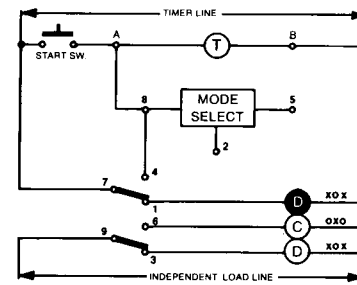 TIMER LINE
A
B
T
START SW.
8
MODE
SELECT
5
2
4
7
1
D
XOX
6
C
OXO
9
3
D
XOX
INDEPENDENT LOAD LINE